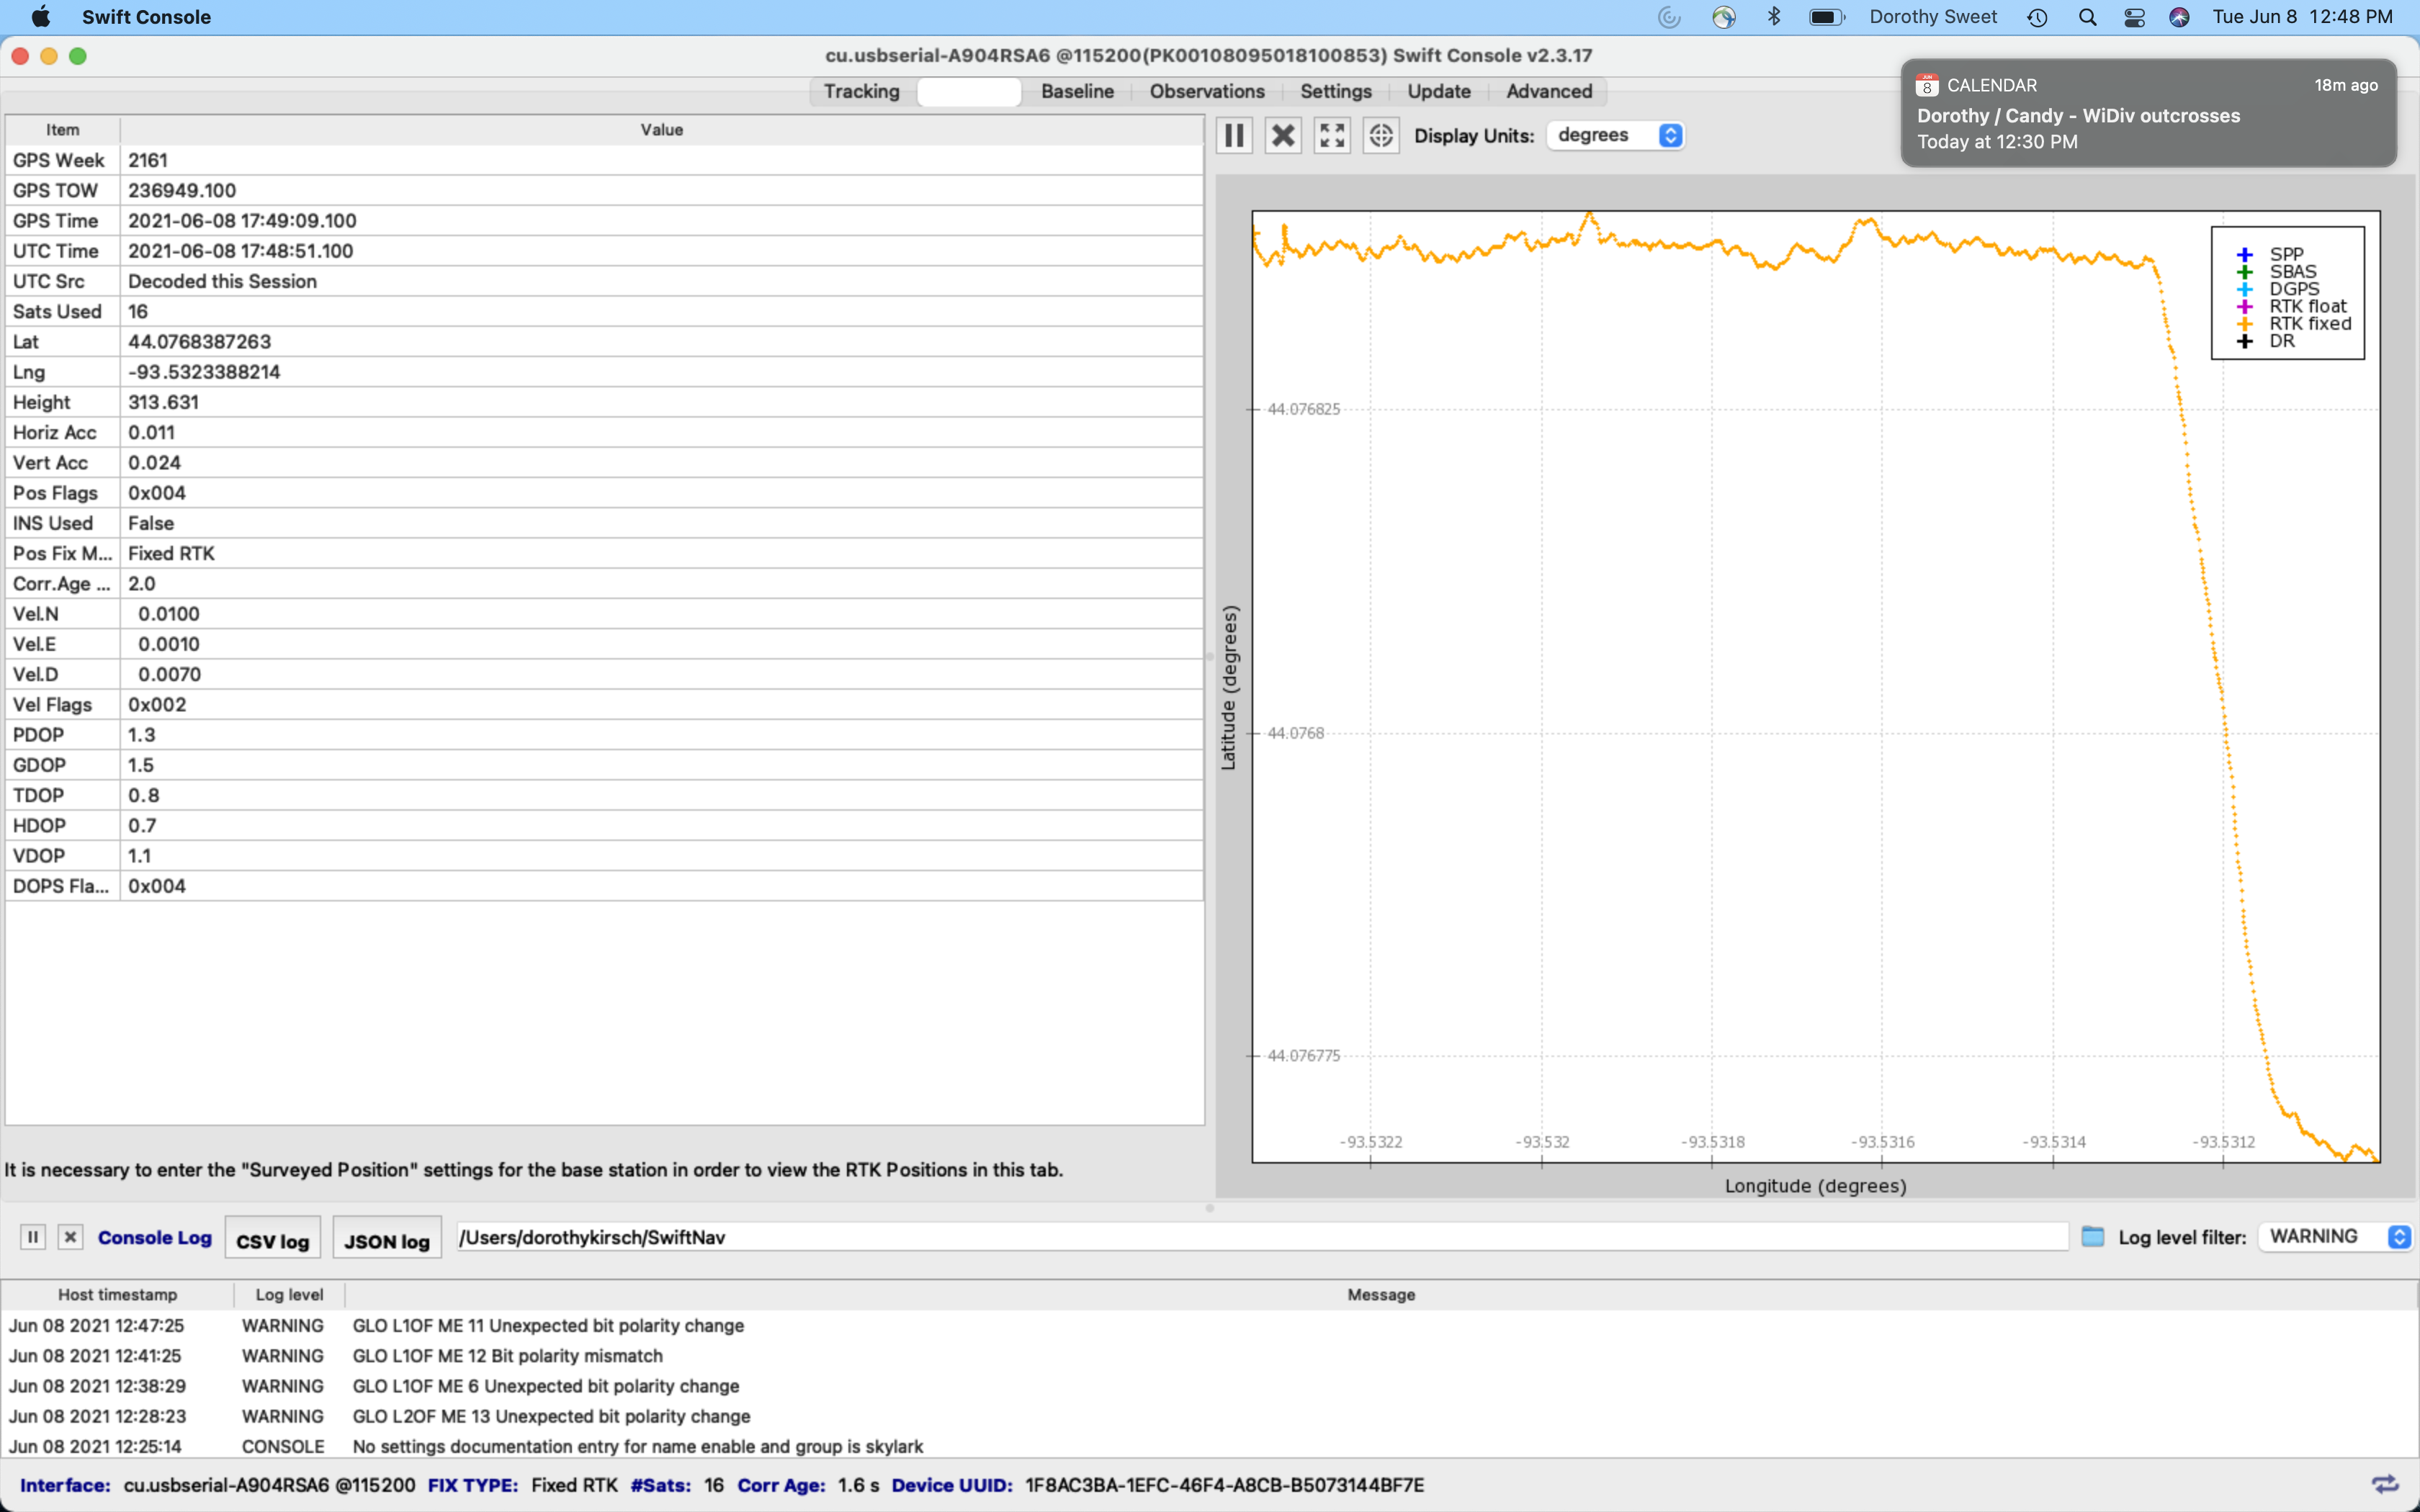 Swift Console
Dorothy Sweet
Tue Jun 8 12:48 PM
cu.usbserial-A904RSA6 @115200(PK00108095018100853) Swift Console v2.3.17
Tracking Baseline Observations Settings Update Advanced
JUN
8
CALENDAR
18m ago
Dorothy / Candy - WiDiv outcrosses
Today at 12:30 PM
Item Value
GPS Week 2161
GPS TOW 236949.100
GPS Time 2021-06-08 17:49:09.100
UTC Time 2021-06-08 17:48:51.100
UTC Src Decoded this Session
Sats Used 16
Lat 44.0768387263
Lng -93.5323388214
Height 313.631
Horiz Acc 0.011
Vert Acc 0.024
Pos Flags 0x004
INS Used False
Pos Fix M... Fixed RTK
Corr.Age ... 2.0
Vel.N 0.0100
Vel.E 0.0010
Vel.D 0.0070
Vel Flags 0x002
PDOP 1.3
GDOP 1.5
TDOP 0.8
HDOP 0.7
VDOP 1.1
DOPS Fla... 0x004
It is necessary to enter the "Surveyed Position" settings for the base station in order to view the RTK Positions in this tab.
Display Units: degrees
SPP
SBAS
DGPS
RTK float
RTK fixed
DR
44.076825
44.0768
44.076775
Latitude (degrees)
-93.5322 -93.532 -93.5318 -93.5316 -93.5314 -93.5312
Longitude (degrees)
Console Log CSV log JSON log /Users/dorothykirsch/SwiftNav Log level filter: WARNING
Host timestamp Log level Message
Jun 08 2021 12:47:25 WARNING GLO L1OF ME 11 Unexpected bit polarity change
Jun 08 2021 12:41:25 WARNING GLO L1OF ME 12 Bit polarity mismatch
Jun 08 2021 12:38:29 WARNING GLO L1OF ME 6 Unexpected bit polarity change
Jun 08 2021 12:28:23 WARNING GLO L2OF ME 13 Unexpected bit polarity change
Jun 08 2021 12:25:14 CONSOLE No settings documentation entry for name enable and group is skylark
Interface: cu.usbserial-A904RSA6 @115200 FIX TYPE: Fixed RTK #Sats: 16 Corr Age: 1.6 s Device UUID: 1F8AC3BA-1EFC-46F4-A8CB-B5073144BF7E